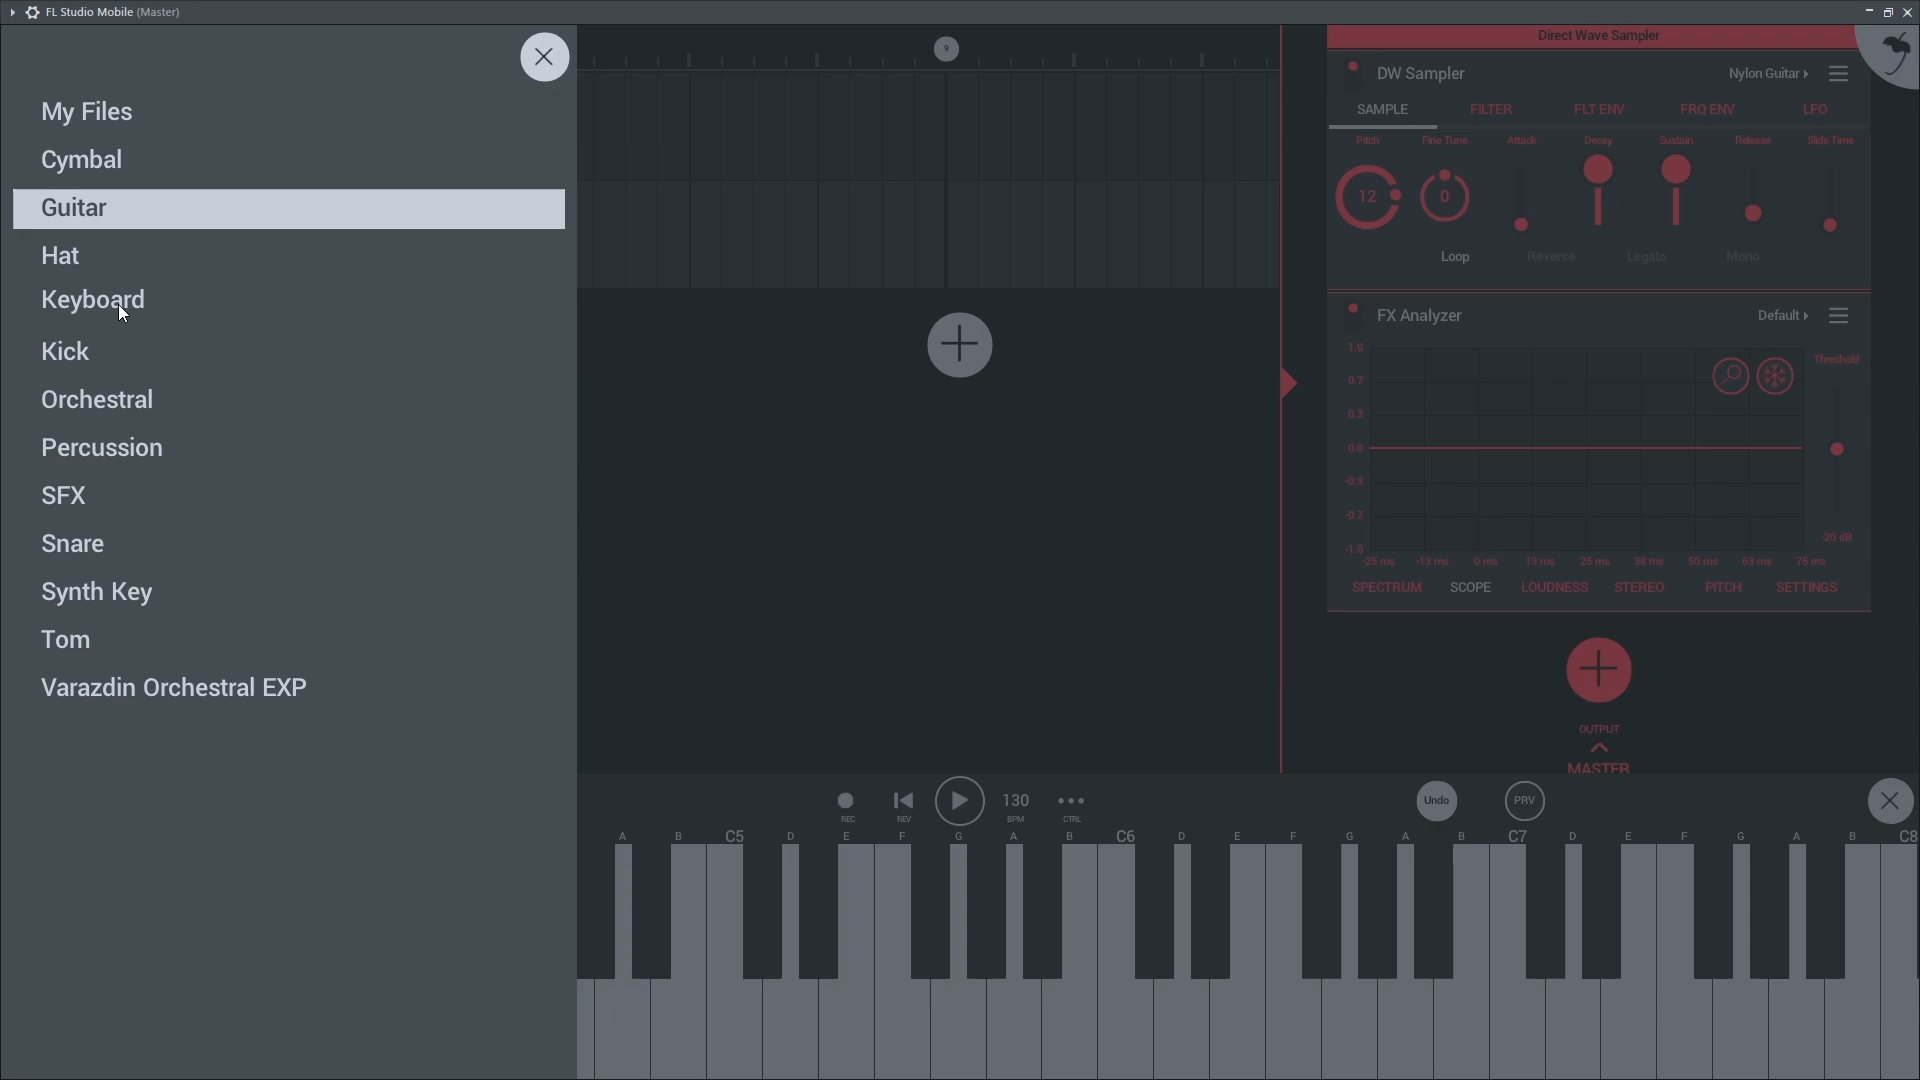 FL Studio Mobile (Master)
My Files
Cymbal
Guitar
Hat
Keyboard
Kick
Orchestral
Percussion
SFX
Snare
Synth Key
Tom
Varazdin Orchestral EXP
9
Direct Wave Sampler
DW Sampler
Nylon Guitar
SAMPLE FILTER FLT ENV FRQ ENV LFO
Pitch Fine Tune Attack Decay Sustain Release Slide Time
12 0
Loop Reverse Legato Mono
FX Analyzer
Default
1.0
Threshold
0.7
0.3
0.0
-0.3
-0.7
-20 dB
-1.0
-25 ms -13 ms 0 ms 13 ms 25 ms 38 ms 50 ms 63 ms 75 ms
SPECTRUM SCOPE LOUDNESS STEREO PITCH SETTINGS
OUTPUT
MASTER
130
Undo
PRV
REC REV BPM CTRL
A B C5 D E F G A B C6 D E F G A B C7 D E F G A B C8